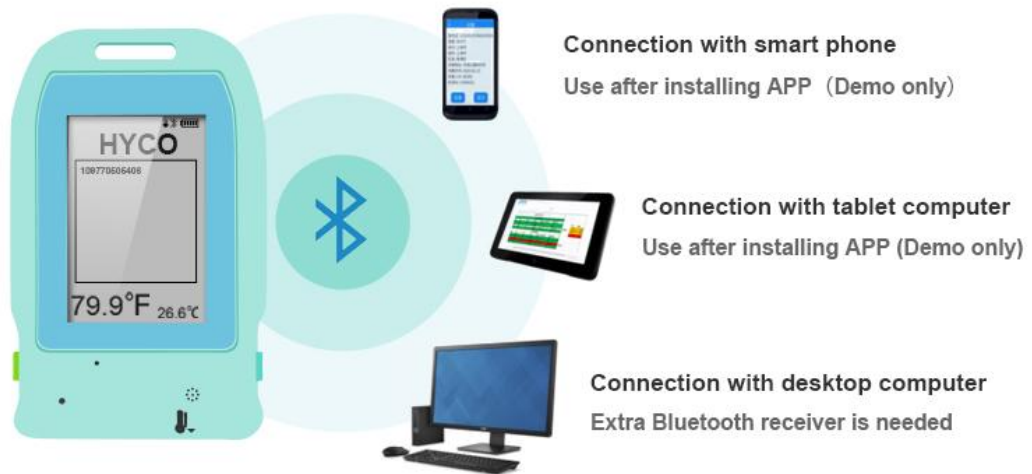 HYCO
79.9°F 26.6℃
Connection with smart phone
Use after installing APP（Demo only）
Connection with tablet computer
Use after installing APP (Demo only)
Connection with desktop computer
Extra Bluetooth receiver is needed